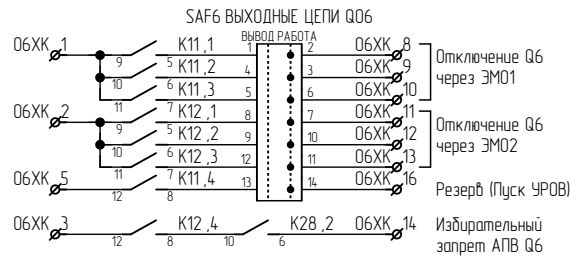 SAF6 ВЫХОДНЫЕ ЦЕПИ Q06
ВЫВОД РАБОТА
06XK 1 9 5 K11,1 1 2 06XK 8
10 6 K11,2 4 3 06XK 9
11 7 K11,3 5 6 06XK 10
Отключение Q6
через ЭМО1
06XK 2 9 5 K12,1 8 7 06XK 11
10 6 K12,2 9 10 06XK 12
11 7 K12,3 12 11 06XK 13
Отключение Q6
через ЭМО2
06XK 5 12 8 K11,4 13 14 06XK 16 Резерв (Пуск УРОВ)
06XK 3 12 8 K12,4 10 6 K28,2 06XK 14
Избирательный
запрет АПВ Q6